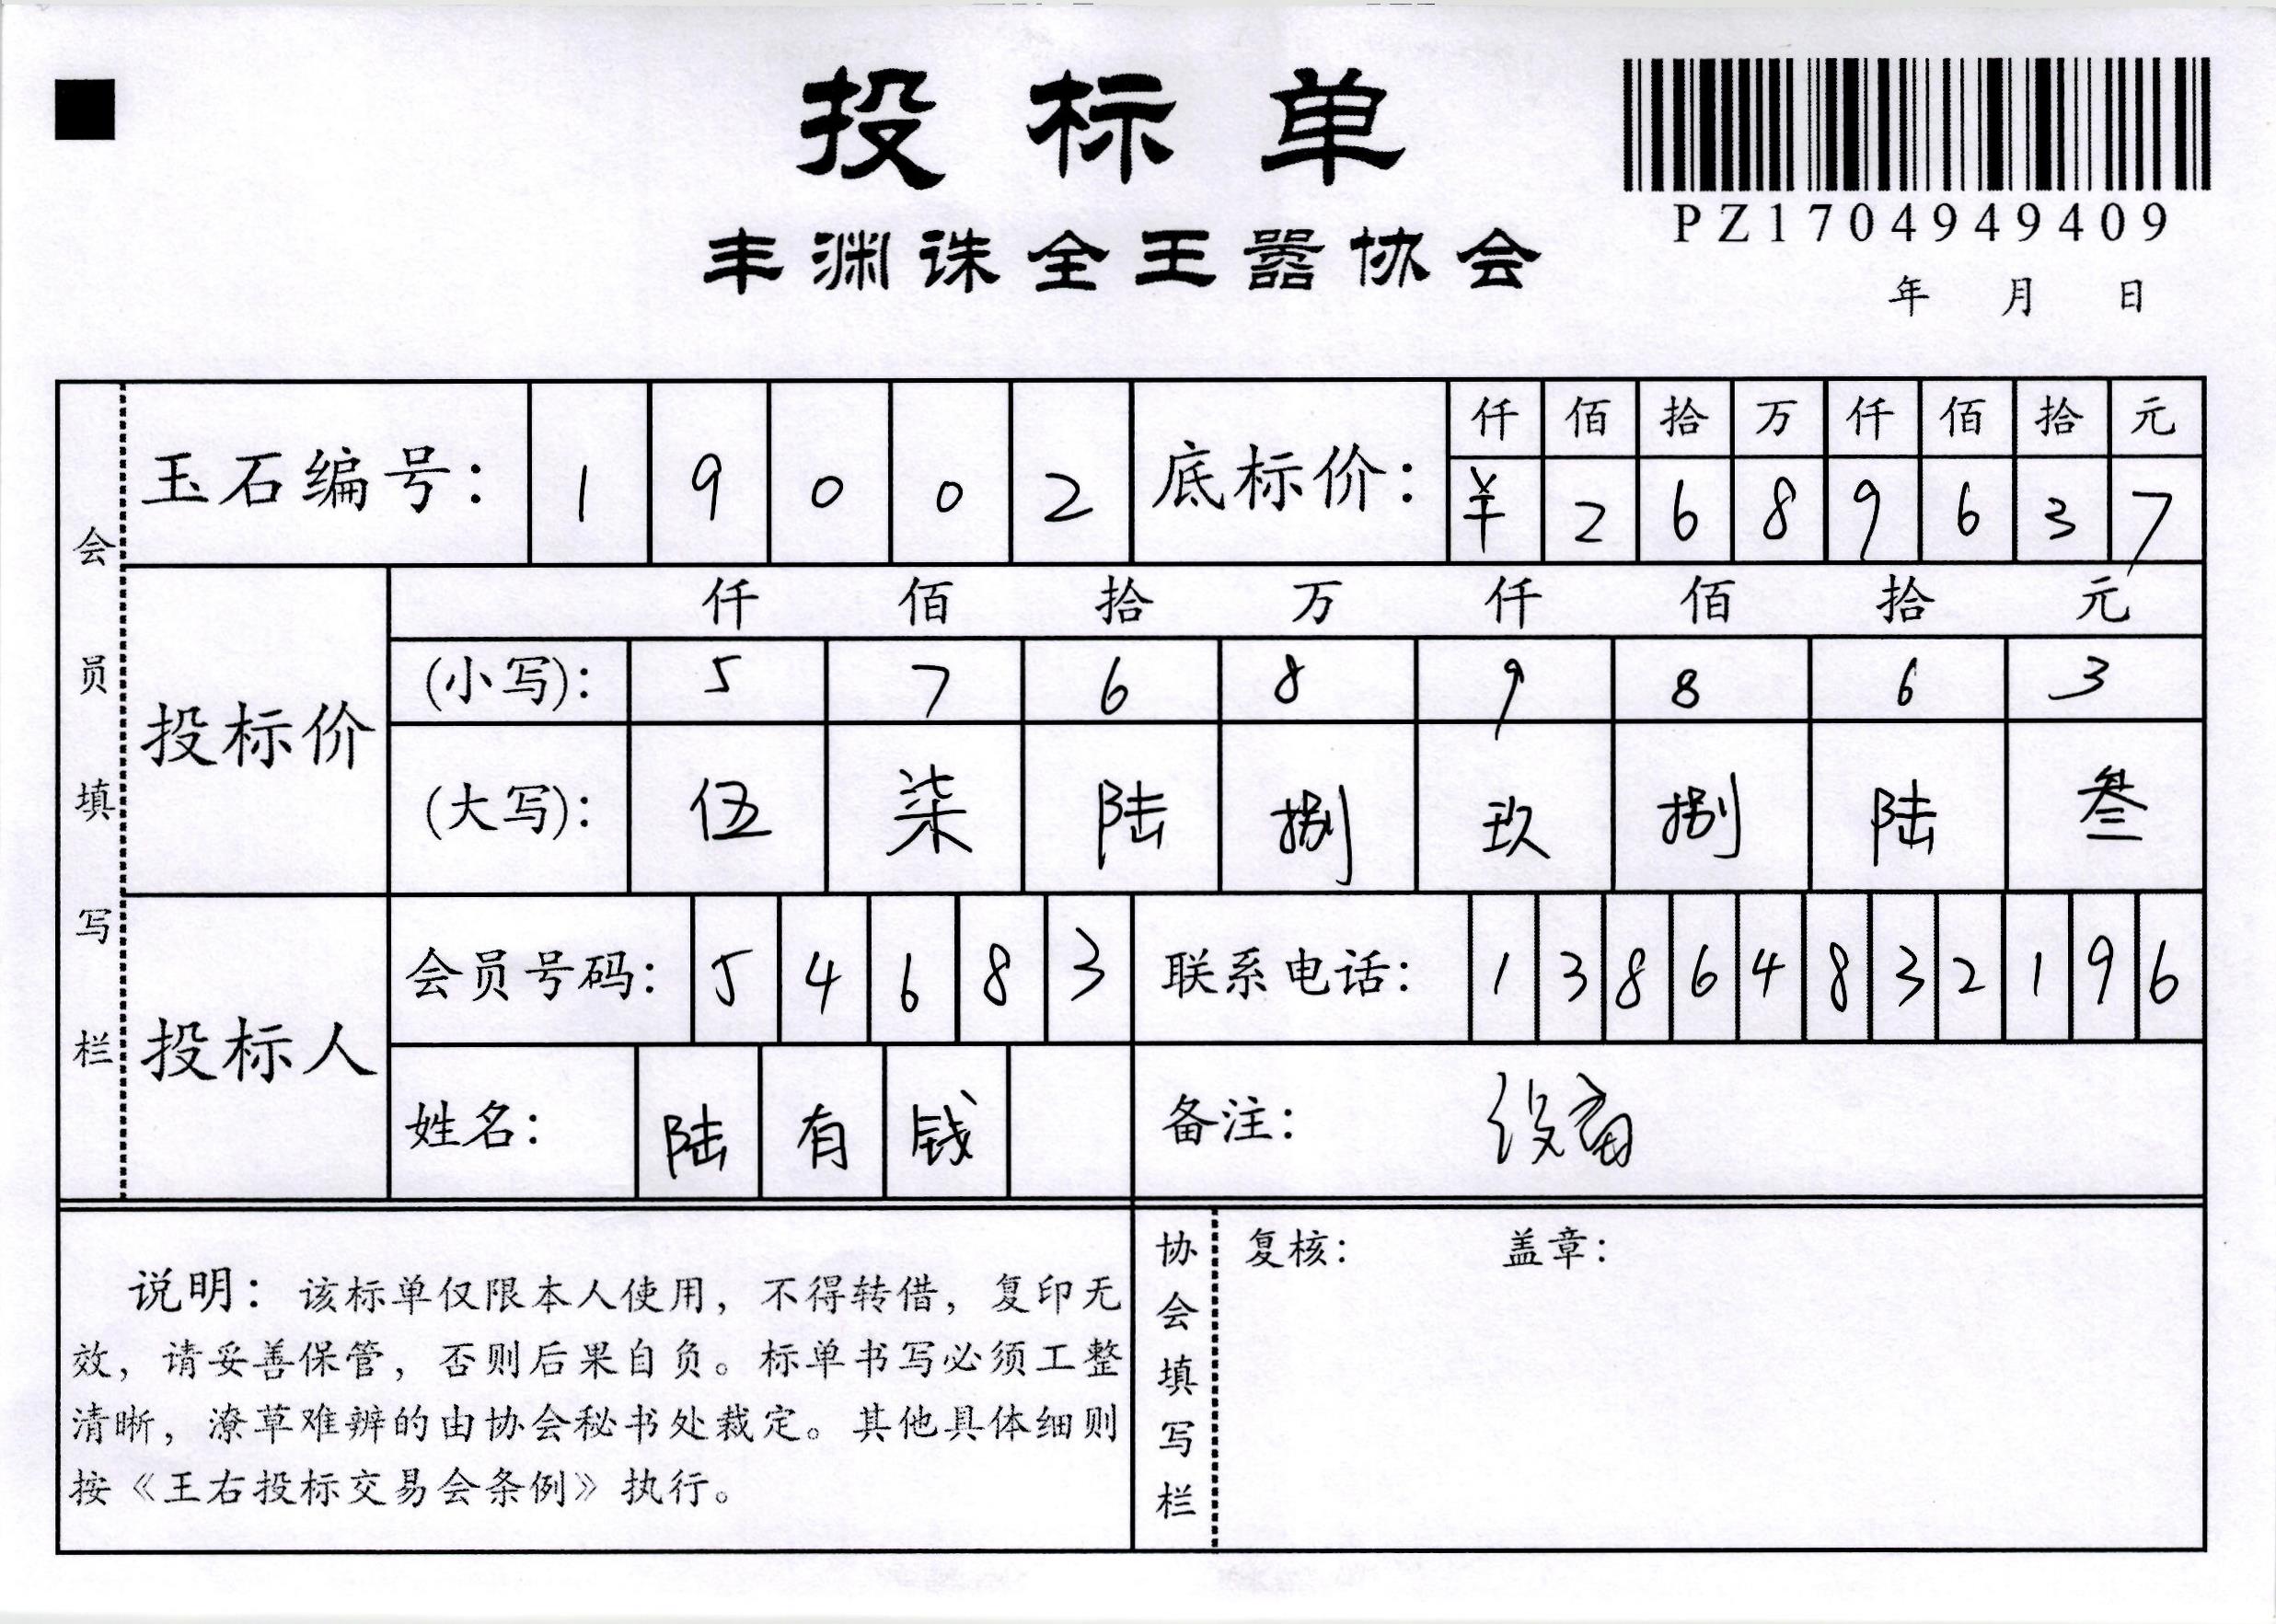 投标单
丰渊诛全王嚣协会
PZ1704949409
年 月 日
会员填写栏
玉石编号： 1 9 0 0 2
底标价： 仟 佰 拾 万 仟 佰 拾 元
¥ 2 6 8 9 6 3 7
投标价
仟 佰 拾 万 仟 佰 拾 元
(小写)： 5 7 6 8 9 8 6 3
(大写)： 伍 柒 陆 捌 玖 捌 陆 叁
投标人
会员号码： 5 4 6 8 3
联系电话： 1 3 8 6 4 8 3 2 1 9 6
姓名： 陆 有 钱
备注：
说明：该标单仅限本人使用，不得转借，复印无
效，请妥善保管，否则后果自负。标单书写必须工整
清晰，潦草难辨的由协会秘书处裁定。其他具体细则
按《王右投标交易会条例》执行。
协会填写栏
复核： 盖章：